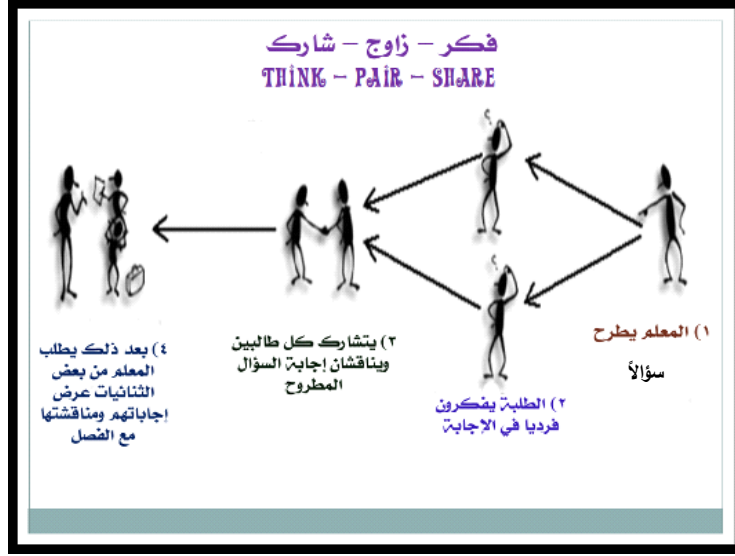 فكر – زاوج – شارك
THINK – PAIR – SHARE
١) المعلم يطرح
سؤالاً
٢) الطلبة يفكرون
فرديا في الإجابة
٣) يتشارك كل طالبين
ويناقشان إجابة السؤال
المطروح
٤) بعد ذلك يطلب
المعلم من بعض
الثنائيات عرض
إجاباتهم ومناقشتها
مع الفصل
؟
؟